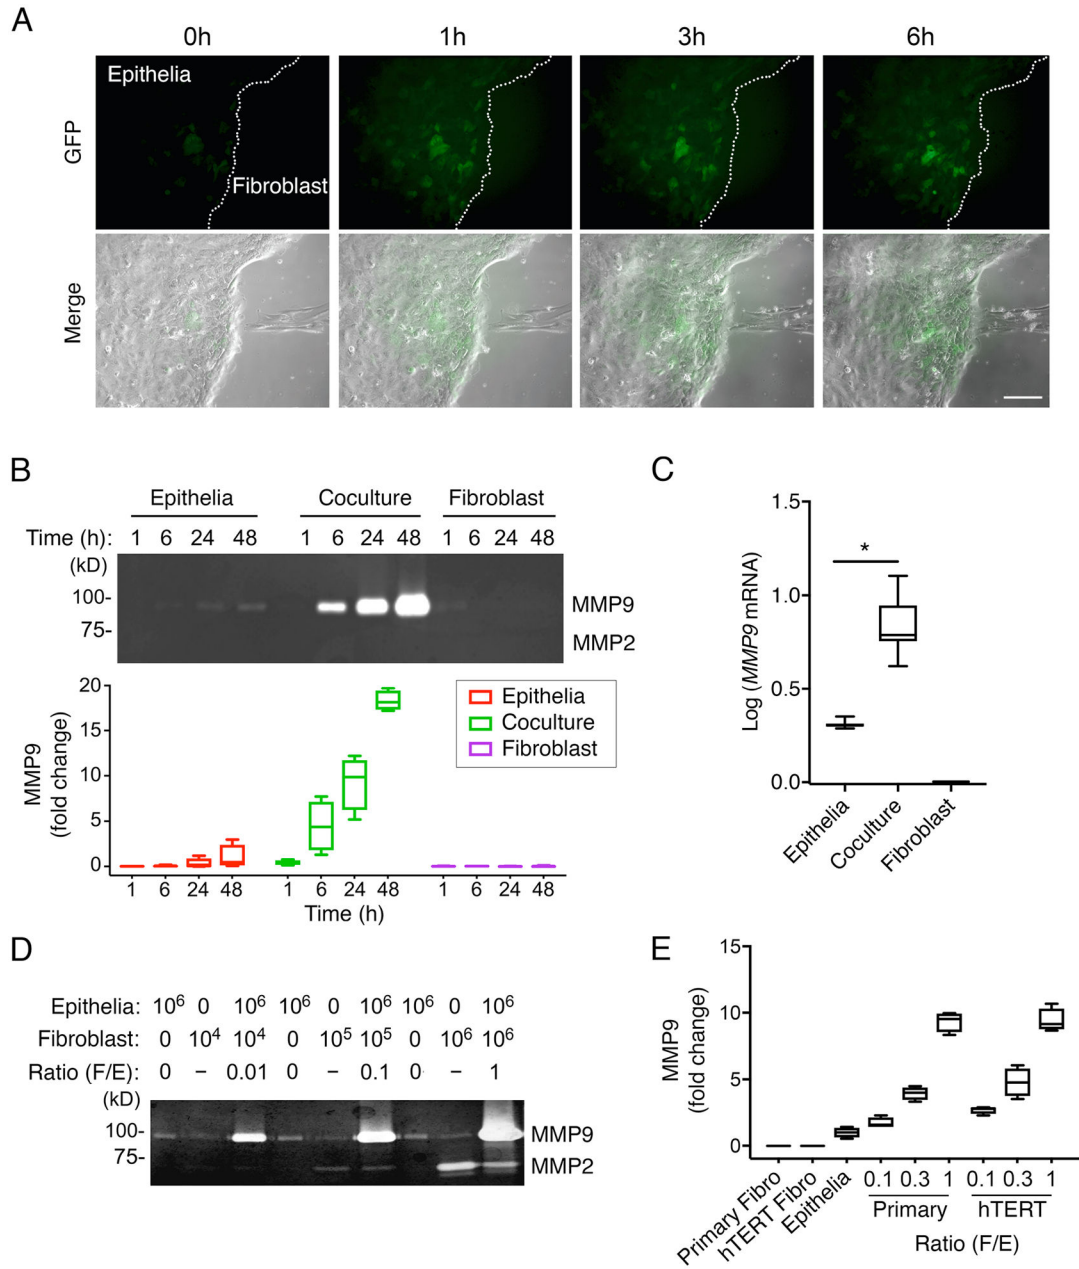 A
0h 1h 3h 6h
GFP
Epithelia
Fibroblast
Merge
B
Epithelia Coculture Fibroblast
Time (h): 1 6 24 48 1 6 24 48 1 6 24 48
(kD)
100-
75-
MMP9
MMP2
MMP9
(fold change)
20
15
10
5
0
Epithelia
Coculture
Fibroblast
1 6 24 48 1 6 24 48 1 6 24 48
Time (h)
C
Log (MMP9 mRNA)
1.5
1.0
0.5
0.0
*
Epithelia
Coculture
Fibroblast
D
Epithelia: 10⁶ 0 10⁶ 10⁶ 0 10⁶ 10⁶ 0 10⁶
Fibroblast: 0 10⁴ 10⁴ 0 10⁵ 10⁵ 0 10⁶ 10⁶
Ratio (F/E): 0 – 0.01 0 – 0.1 0 – 1
(kD)
100-
75-
MMP9
MMP2
E
MMP9
(fold change)
15
10
5
0
Primary Fibro
hTERT Fibro
Epithelia
0.1 0.3 1 0.1 0.3 1
Primary hTERT
Ratio (F/E)